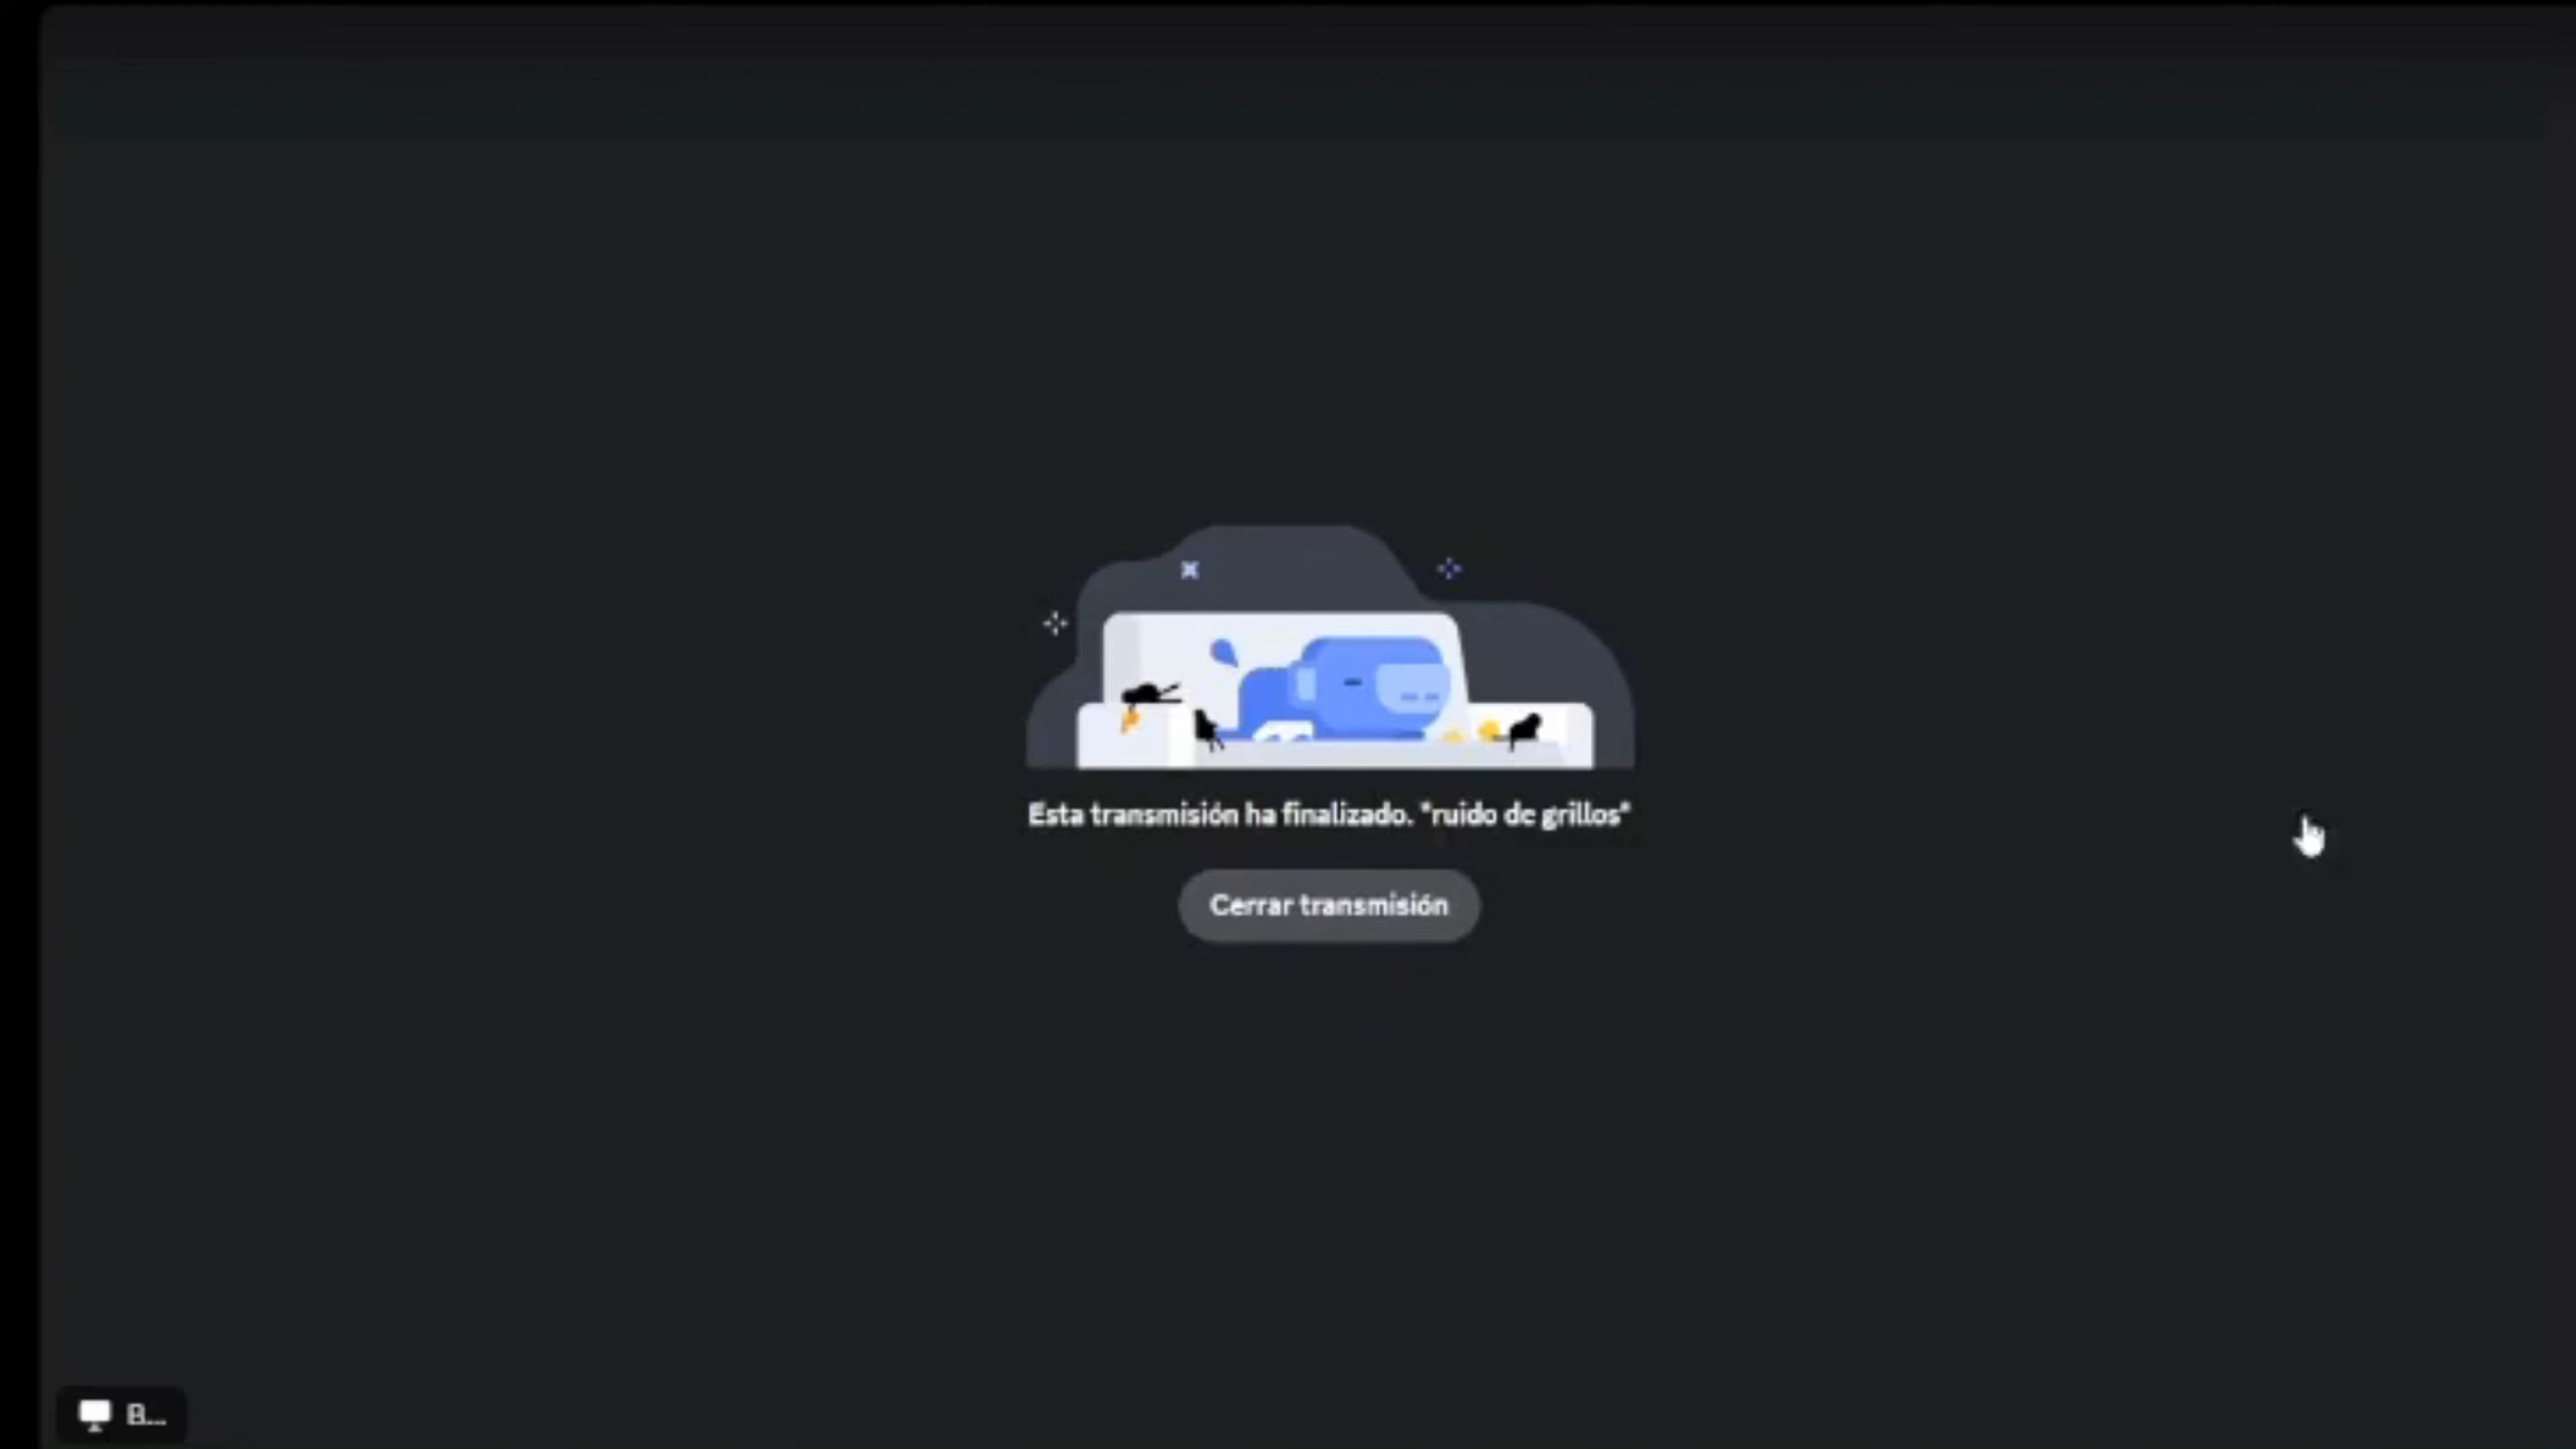 Esta transmisión ha finalizado. *ruido de grillos*
Cerrar transmisión
B...